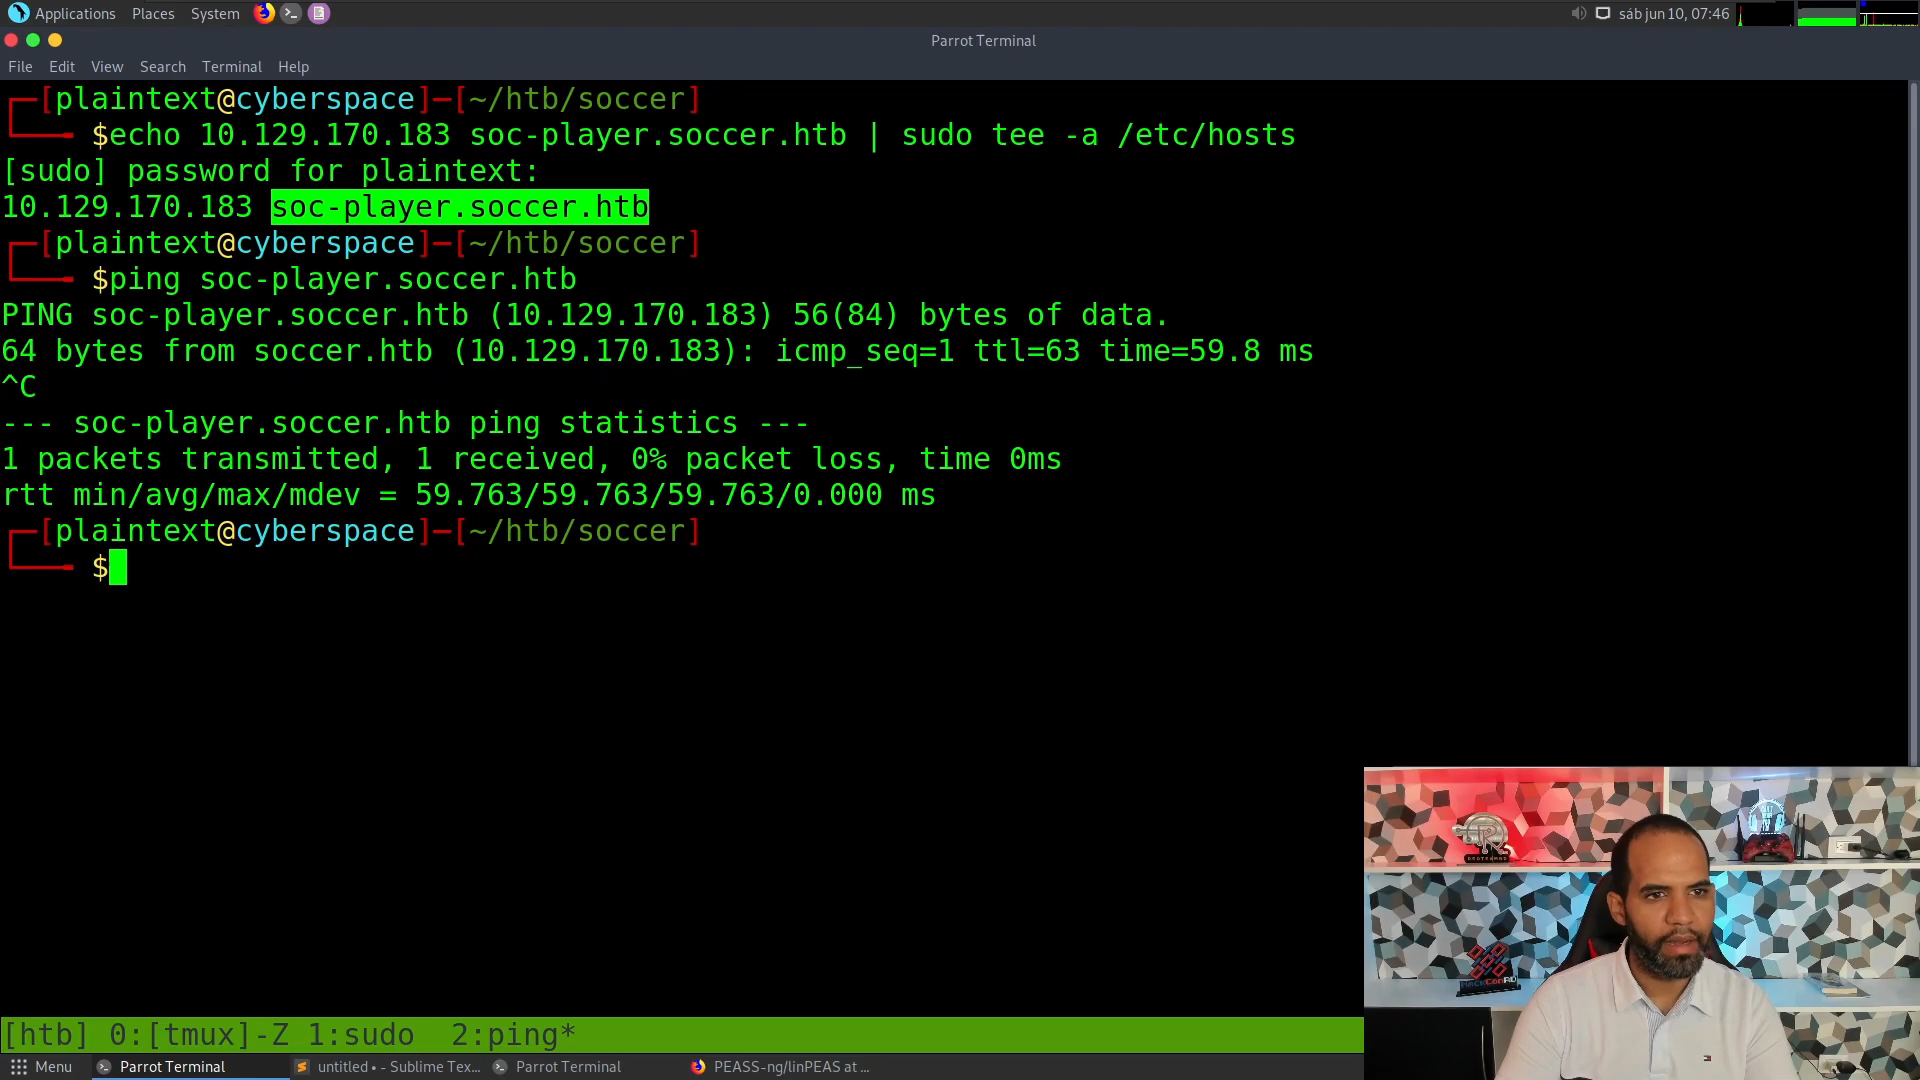 Applications Places System sáb jun 10, 07:46
Parrot Terminal
File Edit View Search Terminal Help
┌─[plaintext@cyberspace]─[~/htb/soccer]
└──╼ $echo 10.129.170.183 soc-player.soccer.htb | sudo tee -a /etc/hosts
[sudo] password for plaintext:
10.129.170.183 soc-player.soccer.htb
┌─[plaintext@cyberspace]─[~/htb/soccer]
└──╼ $ping soc-player.soccer.htb
PING soc-player.soccer.htb (10.129.170.183) 56(84) bytes of data.
64 bytes from soccer.htb (10.129.170.183): icmp_seq=1 ttl=63 time=59.8 ms
^C
--- soc-player.soccer.htb ping statistics ---
1 packets transmitted, 1 received, 0% packet loss, time 0ms
rtt min/avg/max/mdev = 59.763/59.763/59.763/0.000 ms
┌─[plaintext@cyberspace]─[~/htb/soccer]
└──╼ $
HACKConRD
[htb] 0:[tmux]-Z 1:sudo 2:ping*
Menu Parrot Terminal untitled • - Sublime Tex... Parrot Terminal PEASS-ng/linPEAS at ...